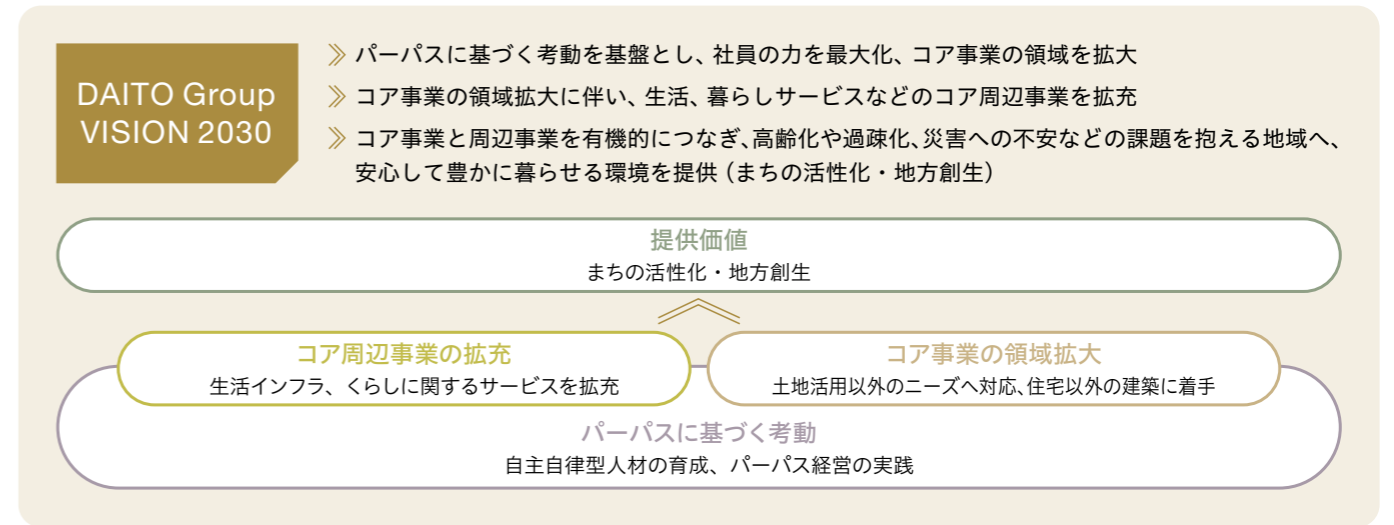 DAITO Group
VISION 2030
パーパスに基づく考動を基盤とし、社員の力を最大化、コア事業の領域を拡大
コア事業の領域拡大に伴い、生活、暮らしサービスなどのコア周辺事業を拡充
コア事業と周辺事業を有機的につなぎ、高齢化や過疎化、災害への不安などの課題を抱える地域へ、
安心して豊かに暮らせる環境を提供（まちの活性化・地方創生）
提供価値
まちの活性化・地方創生
コア周辺事業の拡充
生活インフラ、くらしに関するサービスを拡充
コア事業の領域拡大
土地活用以外のニーズへ対応、住宅以外の建築に着手
パーパスに基づく考動
自主自律型人材の育成、パーパス経営の実践